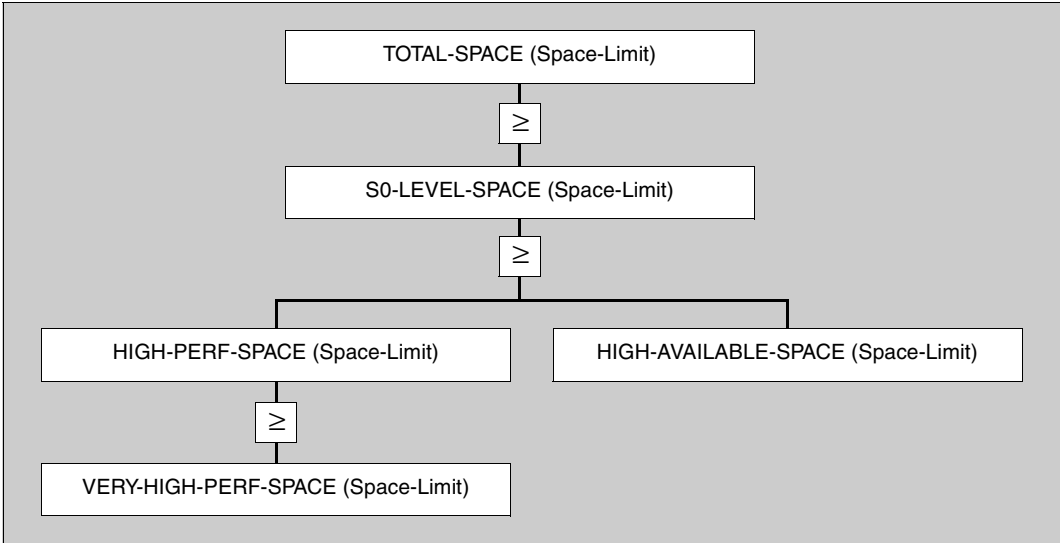 TOTAL-SPACE (Space-Limit)
≥
S0-LEVEL-SPACE (Space-Limit)
≥
HIGH-PERF-SPACE (Space-Limit)
HIGH-AVAILABLE-SPACE (Space-Limit)
≥
VERY-HIGH-PERF-SPACE (Space-Limit)